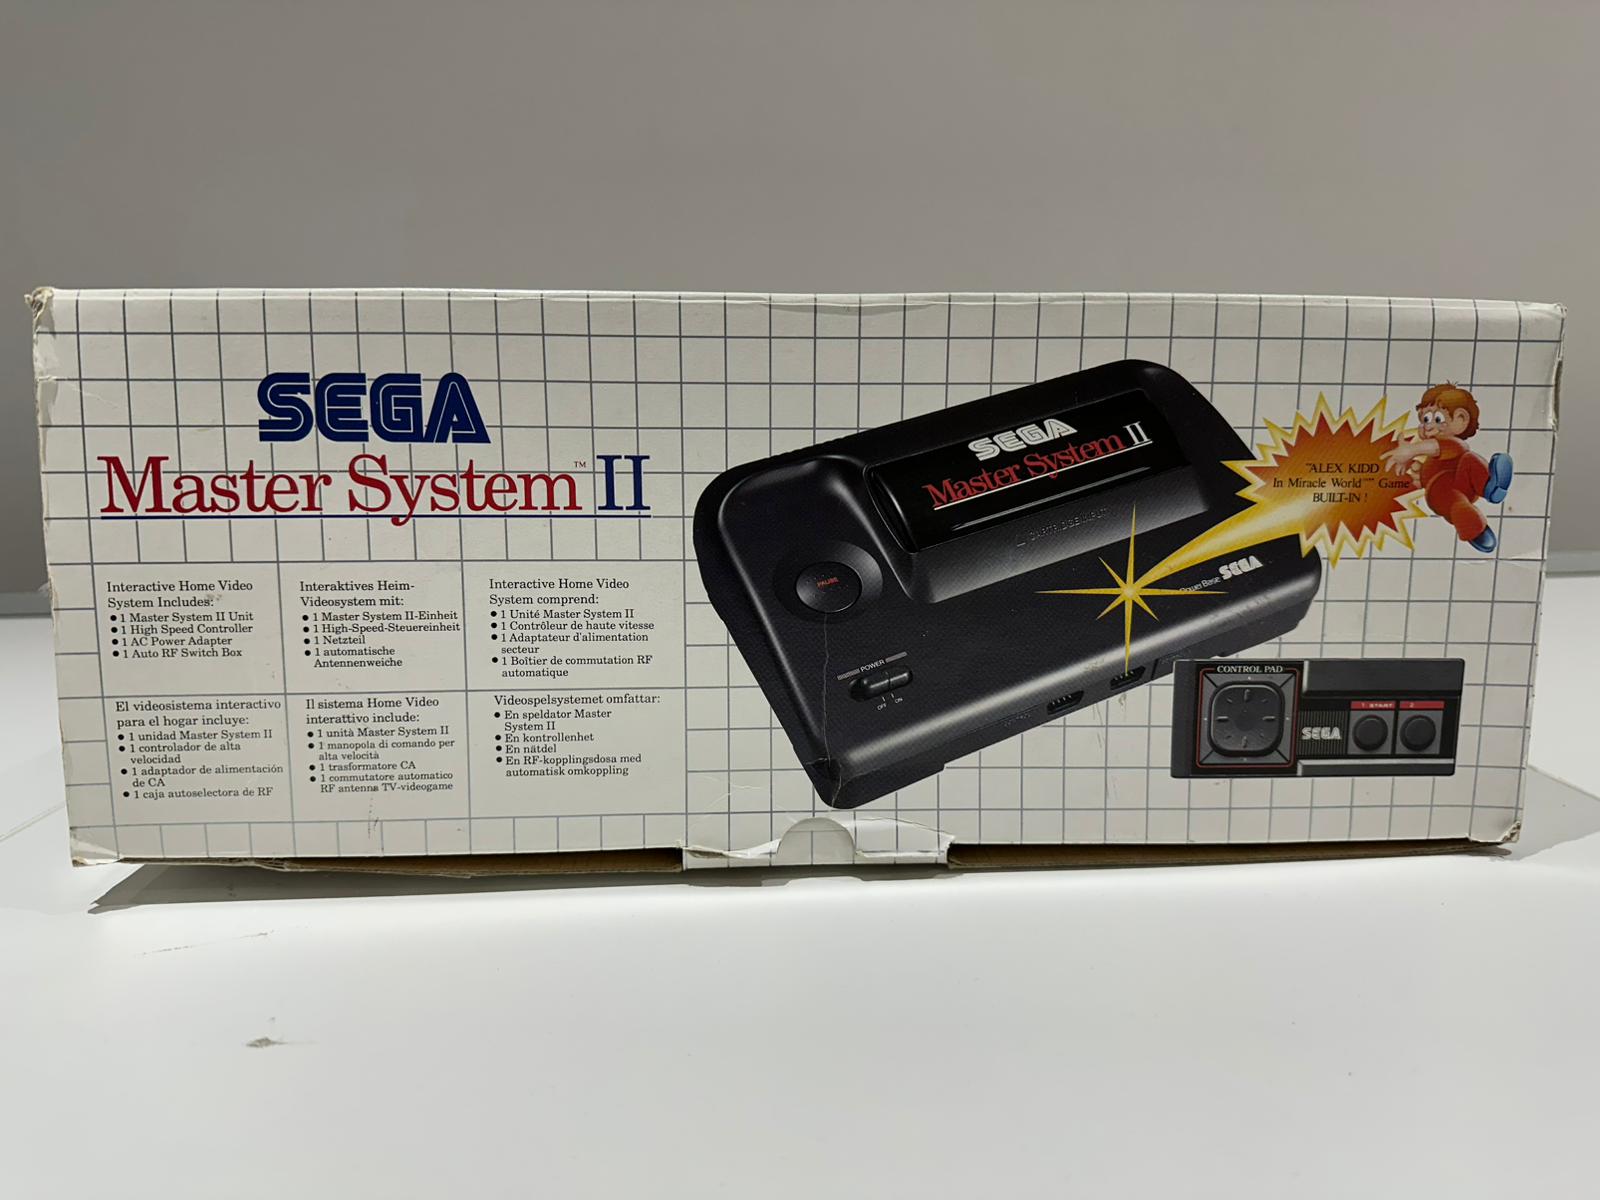 SEGA
Master System™ II
Interactive Home Video
System Includes:
• 1 Master System II Unit
• 1 High Speed Controller
• 1 AC Power Adapter
• 1 Auto RF Switch Box
Interaktives Heim-
Videosystem mit:
• 1 Master System II-Einheit
• 1 High-Speed-Steuereinheit
• 1 Netzteil
• 1 automatische
Antennenweiche
Interactive Home Video
System comprend:
• 1 Unité Master System II
• 1 Contrôleur de haute vitesse
• 1 Adaptateur d'alimentation
secteur
• 1 Boîtier de commutation RF
automatique
El videosistema interactivo
para el hogar incluye:
• 1 unidad Master System II
• 1 controlador de alta
velocidad
• 1 adaptador de alimentación
de CA
• 1 caja autoselectora de RF
Il sistema Home Video
interattivo include:
• 1 unità Master System II
• 1 manopola di comando per
alta velocità
• 1 trasformatore CA
• 1 commutatore automatico
RF antenna TV-videogame
Videospelsystemet omfattar:
• En speldator Master
System II
• En kontrollenhet
• En nätdel
• En RF-kopplingsdosa med
automatisk omkoppling
SEGA
Master System II
CARTRIDGE INPUT
PAUSE
POWER
OFF
ON
Power Base SEGA
"ALEX KIDD
In Miracle World™" Game
BUILT-IN !
CONTROL PAD
SEGA
1 START 2